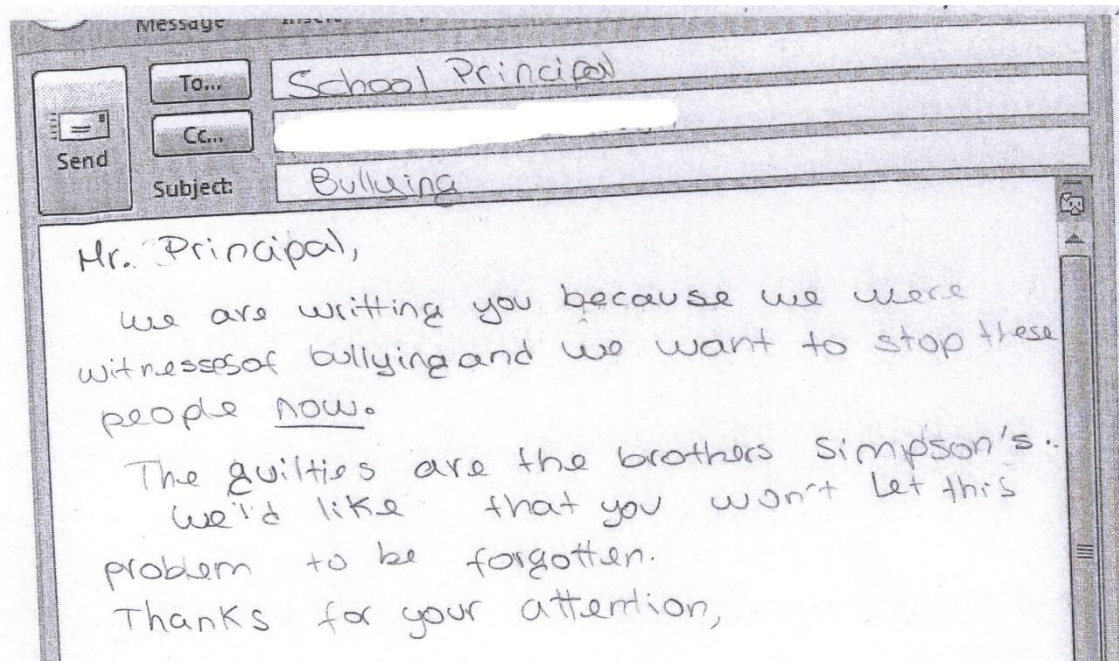 Message
To...
School Principal
Cc...
Send
Subject:
Bullying
Mr. Principal,
We are writting you because we were
witnesses of bullying and we want to stop these
people now.
The guilties are the brothers Simpson's.
We'd like that you won't let this
problem to be forgotten.
Thanks for your attention,